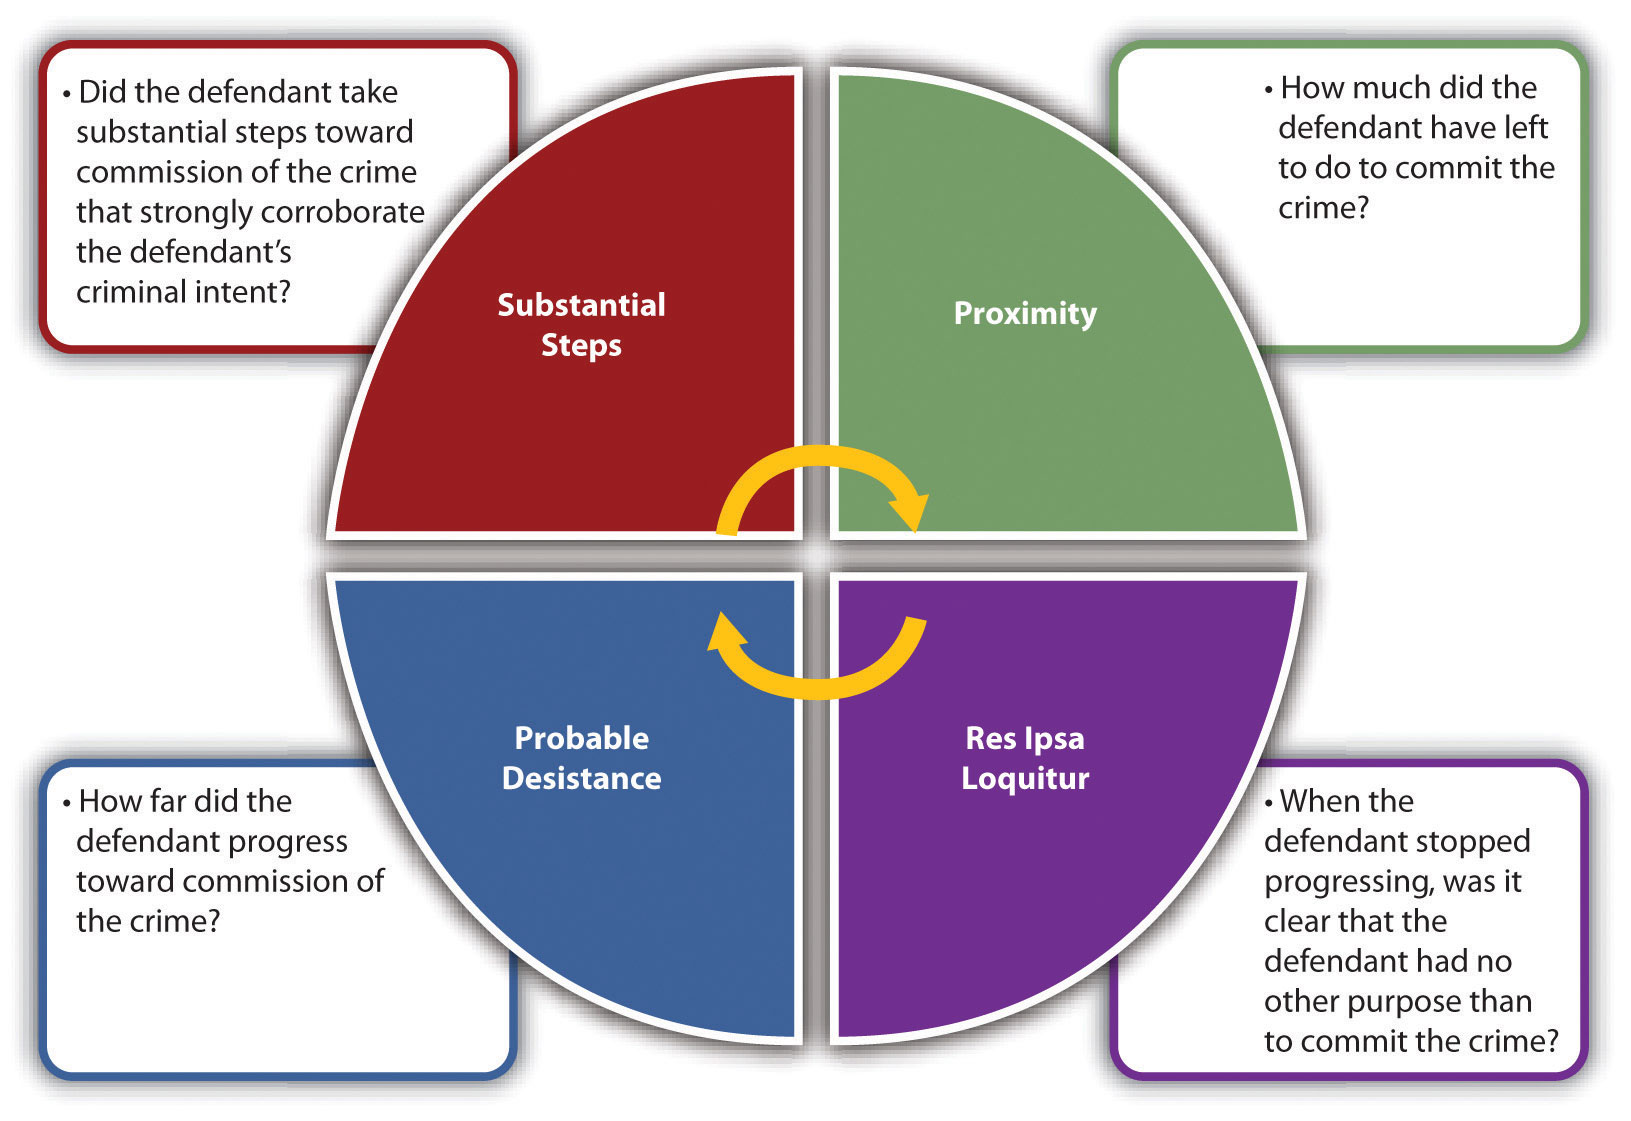 • Did the defendant take
substantial steps toward
commission of the crime
that strongly corroborate
the defendant’s
criminal intent?
Substantial
Steps
Proximity
• How much did the
defendant have left
to do to commit the
crime?
Probable
Desistance
• How far did the
defendant progress
toward commission of
the crime?
Res Ipsa
Loquitur
• When the
defendant stopped
progressing, was it
clear that the
defendant had no
other purpose than
to commit the crime?